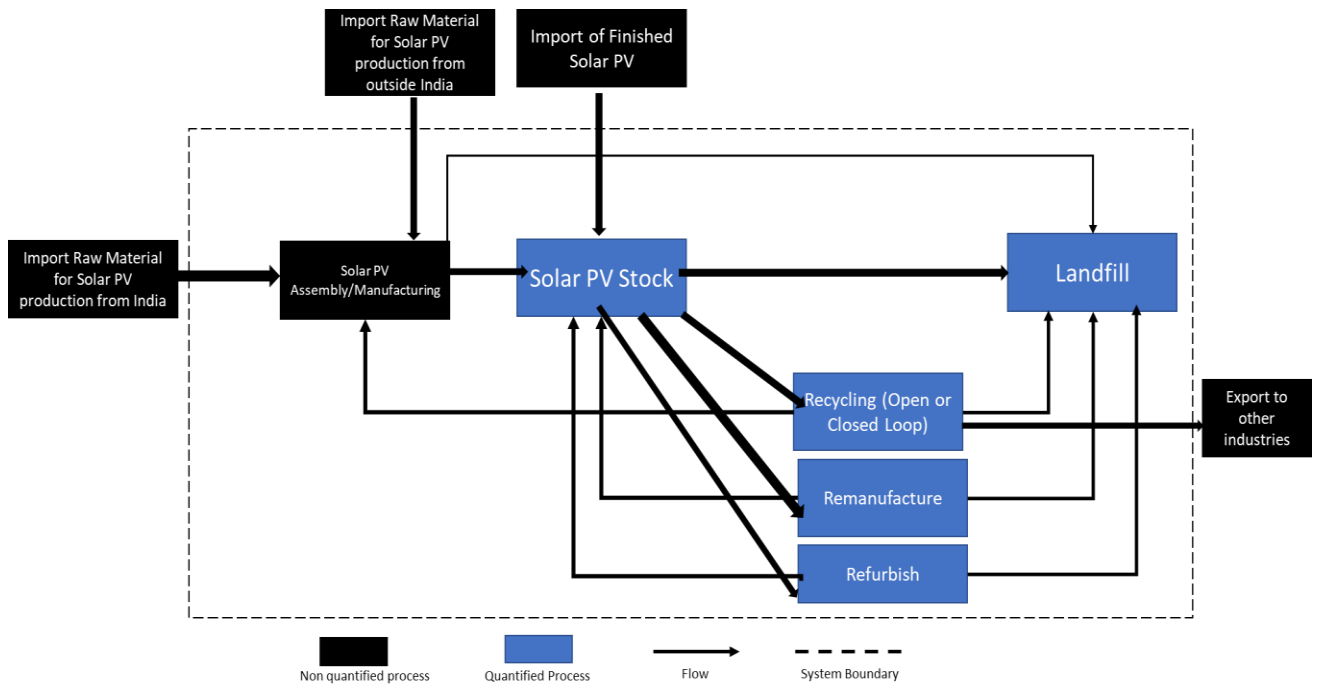 Import Raw Material
for Solar PV
production from
outside India
Import of Finished
Solar PV
Import Raw Material
for Solar PV
production from India
Solar PV
Assembly/Manufacturing
Solar PV Stock
Landfill
Recycling (Open or
Closed Loop)
Export to
other
industries
Remanufacture
Refurbish
Non quantified process
Quantified Process
Flow
System Boundary